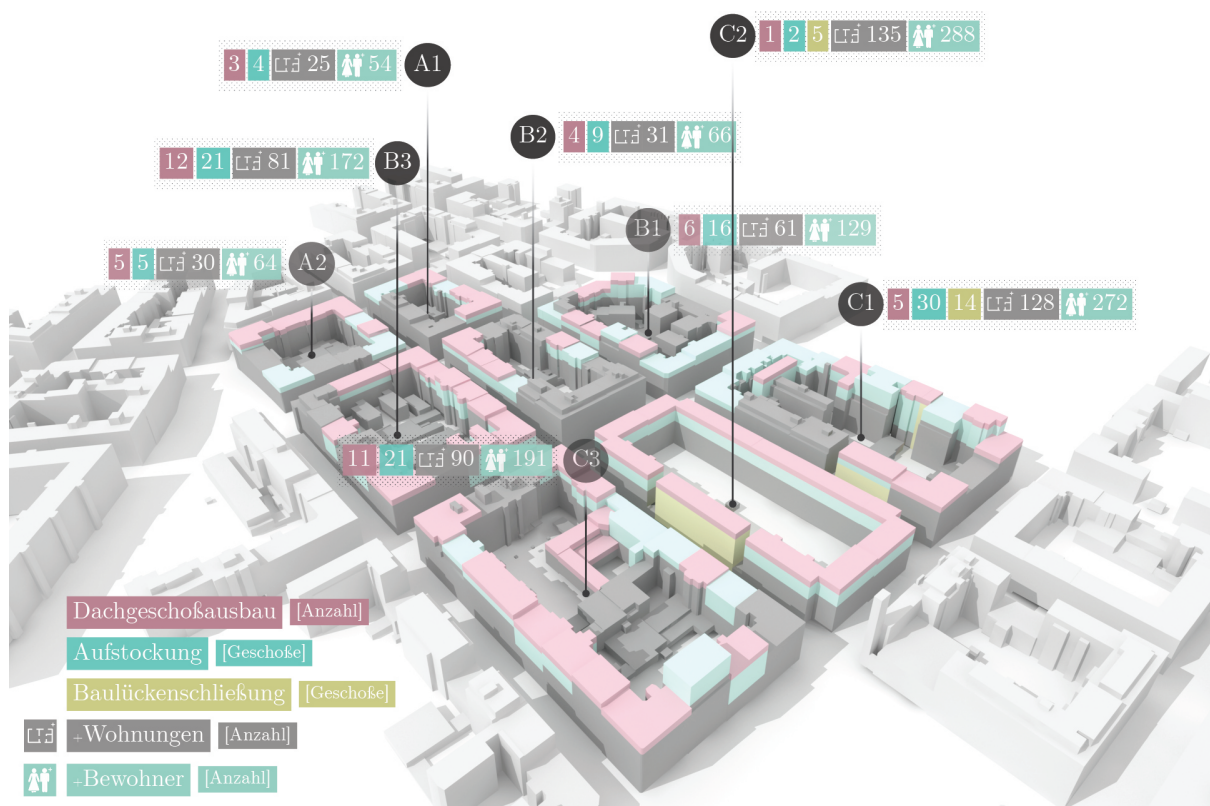 C2 1 2 5 135 288
3 4 25 54 A1
B2 4 9 31 66
12 21 81 172 B3
B1 6 16 61 129
5 5 30 64 A2
C1 5 30 14 128 272
11 21 90 191 C3
Dachgeschoßausbau [Anzahl]
Aufstockung [Geschoße]
Baulückenschließung [Geschoße]
+Wohnungen [Anzahl]
+Bewohner [Anzahl]